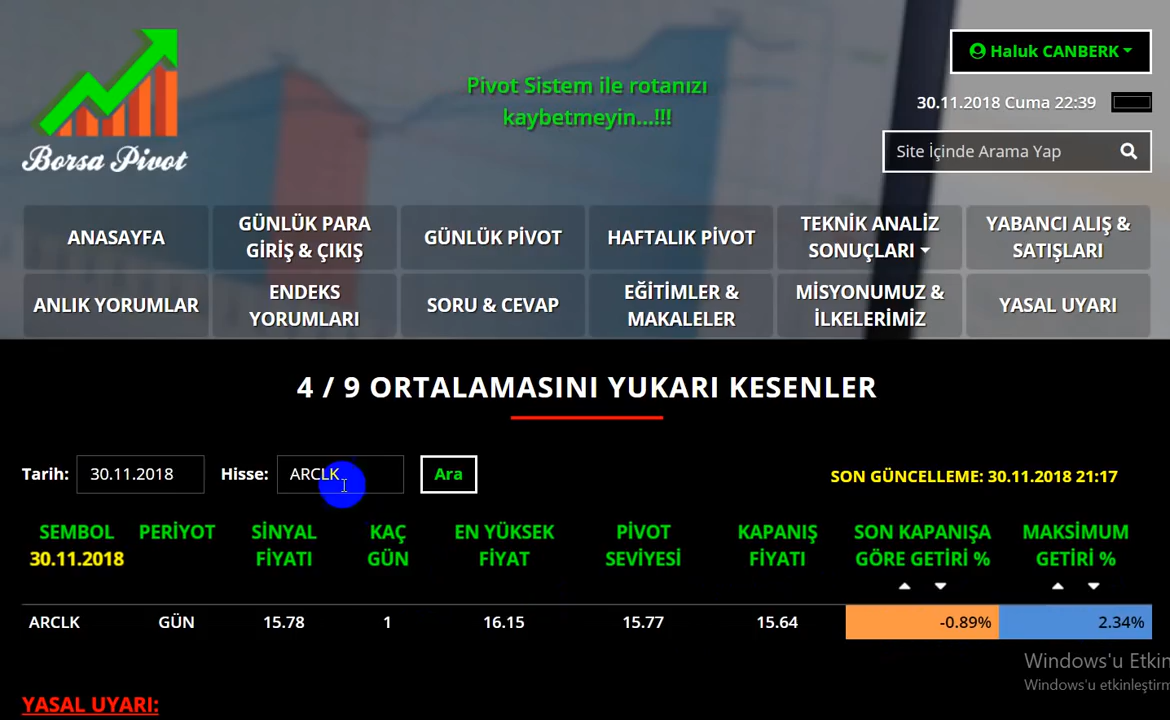 Borsa Pivot
Pivot Sistem ile rotanızı
kaybetmeyin...!!!
Haluk CANBERK
30.11.2018 Cuma 22:39
Site İçinde Arama Yap
ANASAYFA
GÜNLÜK PARA
GİRİŞ & ÇIKIŞ
GÜNLÜK PİVOT
HAFTALIK PİVOT
TEKNİK ANALİZ
SONUÇLARI
YABANCI ALIŞ &
SATIŞLARI
ANLIK YORUMLAR
ENDEKS
YORUMLARI
SORU & CEVAP
EĞİTİMLER &
MAKALELER
MİSYONUMUZ &
İLKELERİMİZ
YASAL UYARI
4 / 9 ORTALAMASINI YUKARI KESENLER
Tarih: 30.11.2018 Hisse: ARCLK Ara
SON GÜNCELLEME: 30.11.2018 21:17
SEMBOL
30.11.2018
PERİYOT
SİNYAL
FİYATI
KAÇ
GÜN
EN YÜKSEK
FİYAT
PİVOT
SEVİYESİ
KAPANIŞ
FİYATI
SON KAPANIŞA
GÖRE GETİRİ %
MAKSİMUM
GETİRİ %
ARCLK GÜN 15.78 1 16.15 15.77 15.64 -0.89% 2.34%
Windows'u Etkin
Windows'u etkinleştirm
YASAL UYARI: